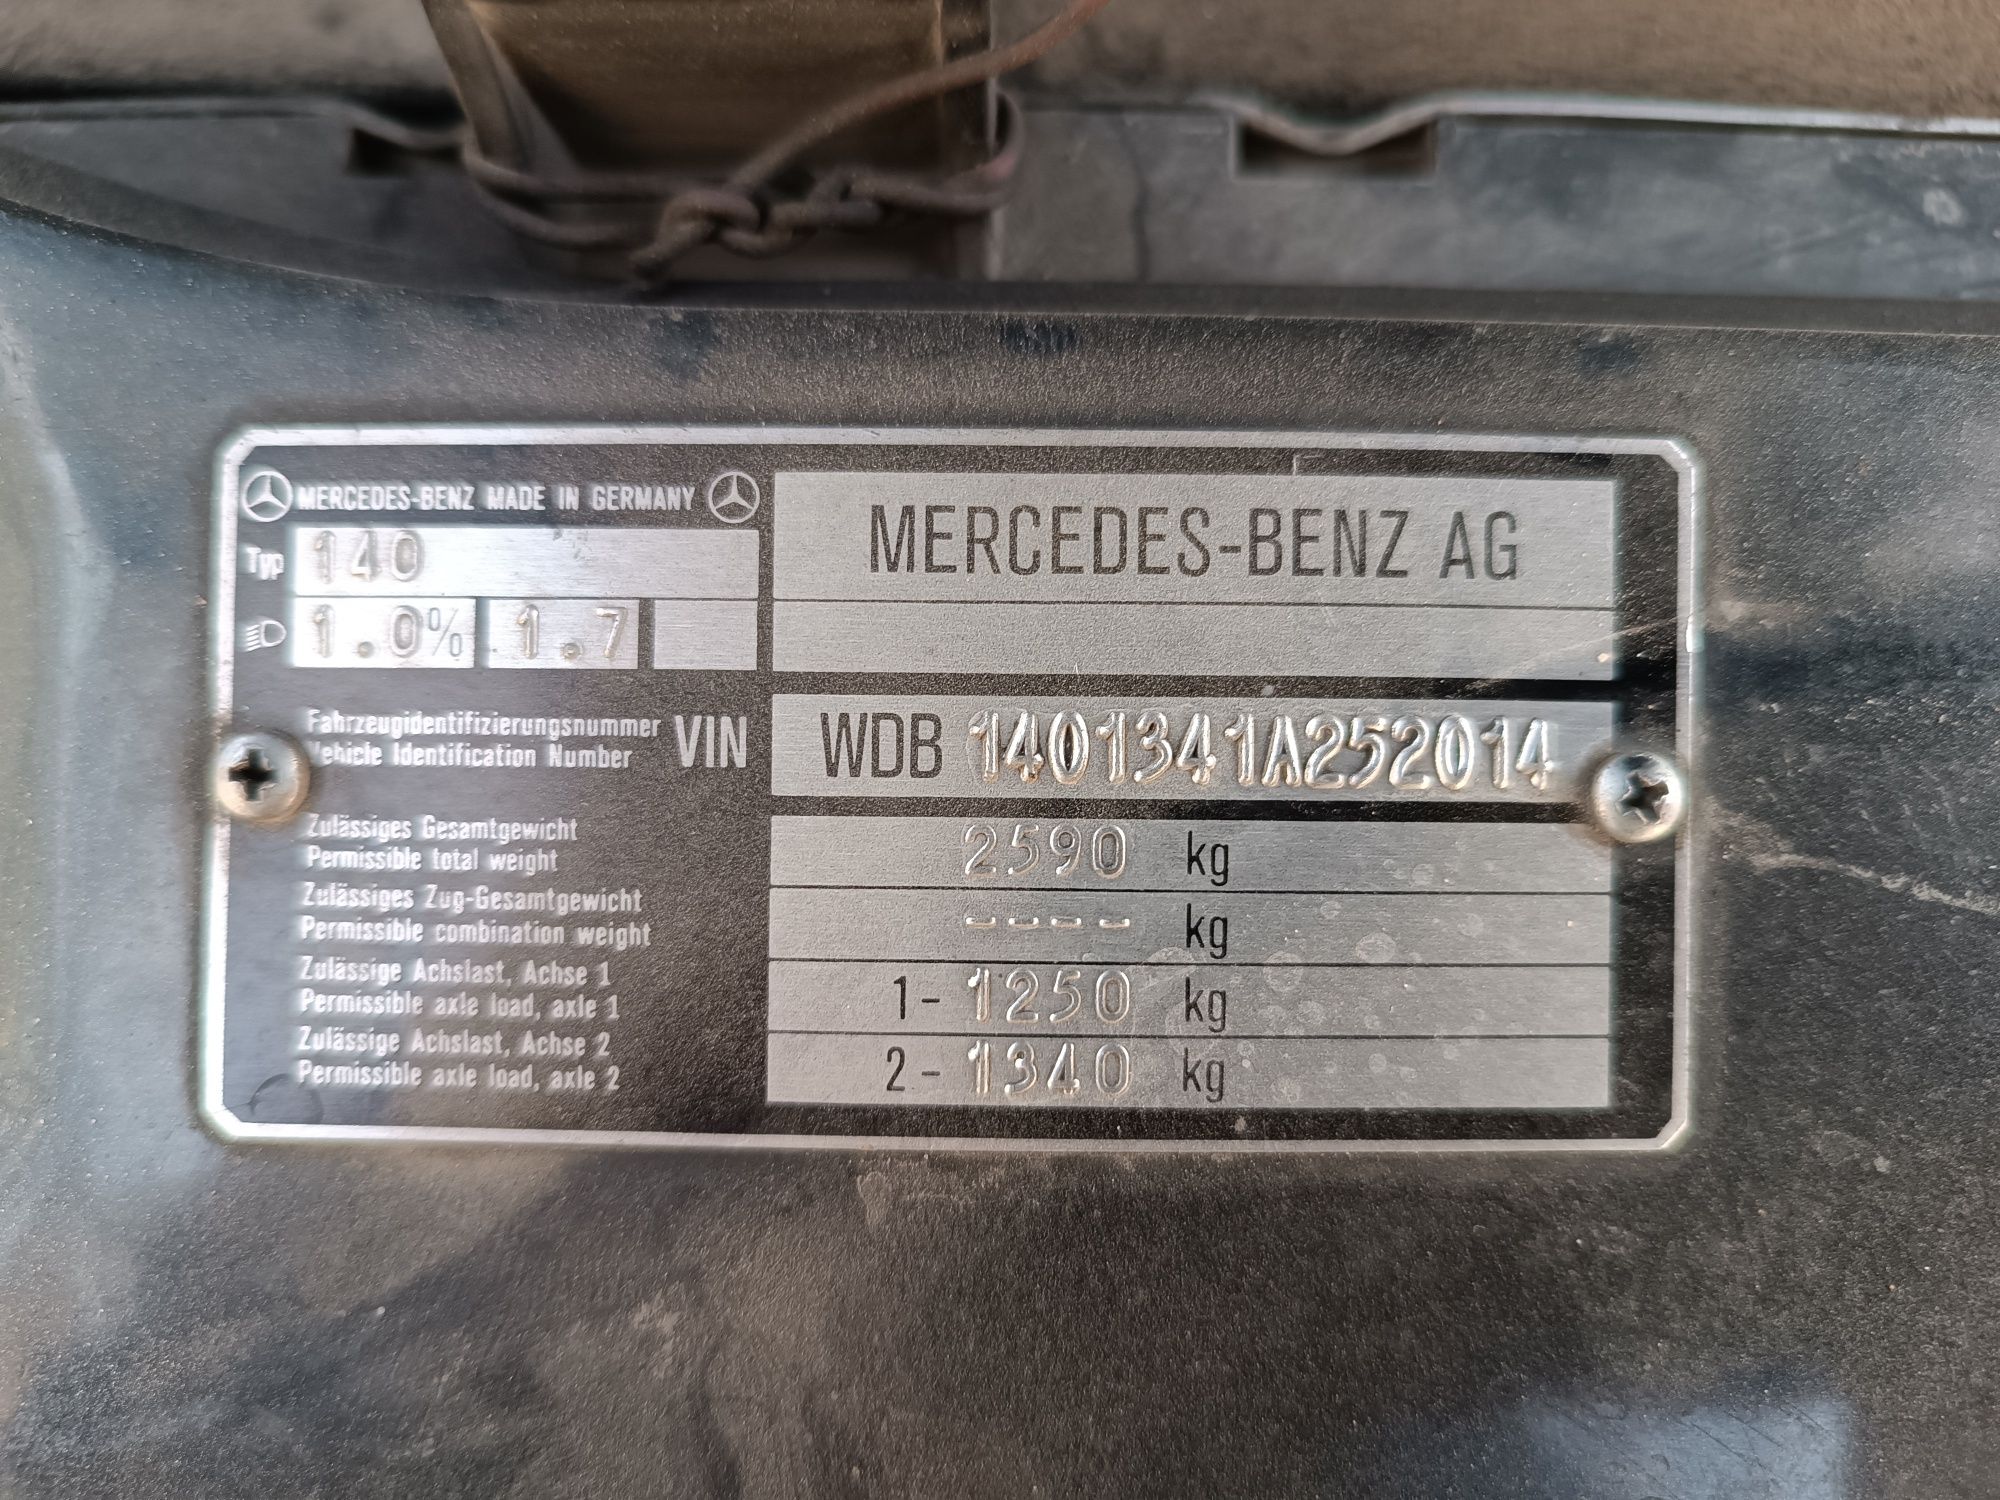 MERCEDES-BENZ MADE IN GERMANY
Typ 140
1.0% 1.7
MERCEDES-BENZ AG
Fahrzeugidentifizierungsnummer
Vehicle Identification Number
VIN WDB 1401341A252014
Zulässiges Gesamtgewicht
Permissible total weight
2590 kg
Zulässiges Zug-Gesamtgewicht
Permissible combination weight
---- kg
Zulässige Achslast, Achse 1
Permissible axle load, axle 1
1- 1250 kg
Zulässige Achslast, Achse 2
Permissible axle load, axle 2
2- 1340 kg